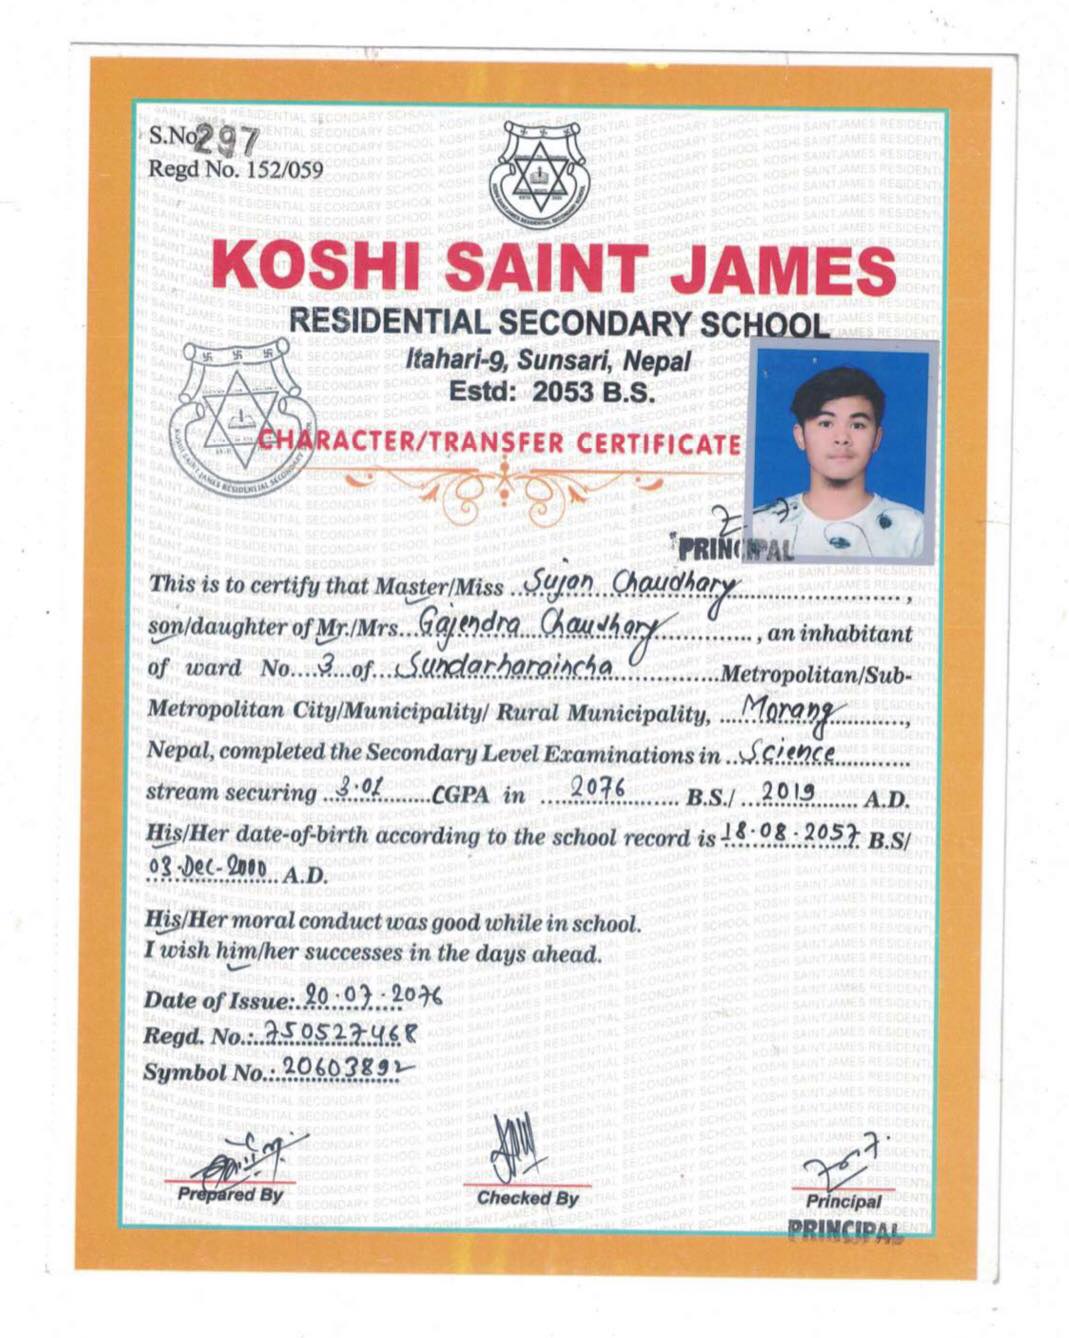 S.No 297
Regd No. 152/059
KOSHI SAINT JAMES
RESIDENTIAL SECONDARY SCHOOL
Itahari-9, Sunsari, Nepal
Estd: 2053 B.S.
CHARACTER/TRANSFER CERTIFICATE
PRINCIPAL
This is to certify that Master/Miss ..Sujan Chaudhary..........................,
son/daughter of Mr./Mrs...Gajendra Chaudhary.............., an inhabitant
of ward No....3...of...Sundarharaincha..................Metropolitan/Sub-
Metropolitan City/Municipality/ Rural Municipality, .....Morang............,
Nepal, completed the Secondary Level Examinations in ..Science............
stream securing ..3.01........CGPA in .....2076......... B.S./ ...2019....... A.D.
His/Her date-of-birth according to the school record is 18.08.2057 B.S/
03-Dec-2000 A.D.
His/Her moral conduct was good while in school.
I wish him/her successes in the days ahead.
Date of Issue:..20.07.2076
Regd. No.:..750527468
Symbol No.: 20603892
Prepared By
Checked By
Principal
PRINCIPAL